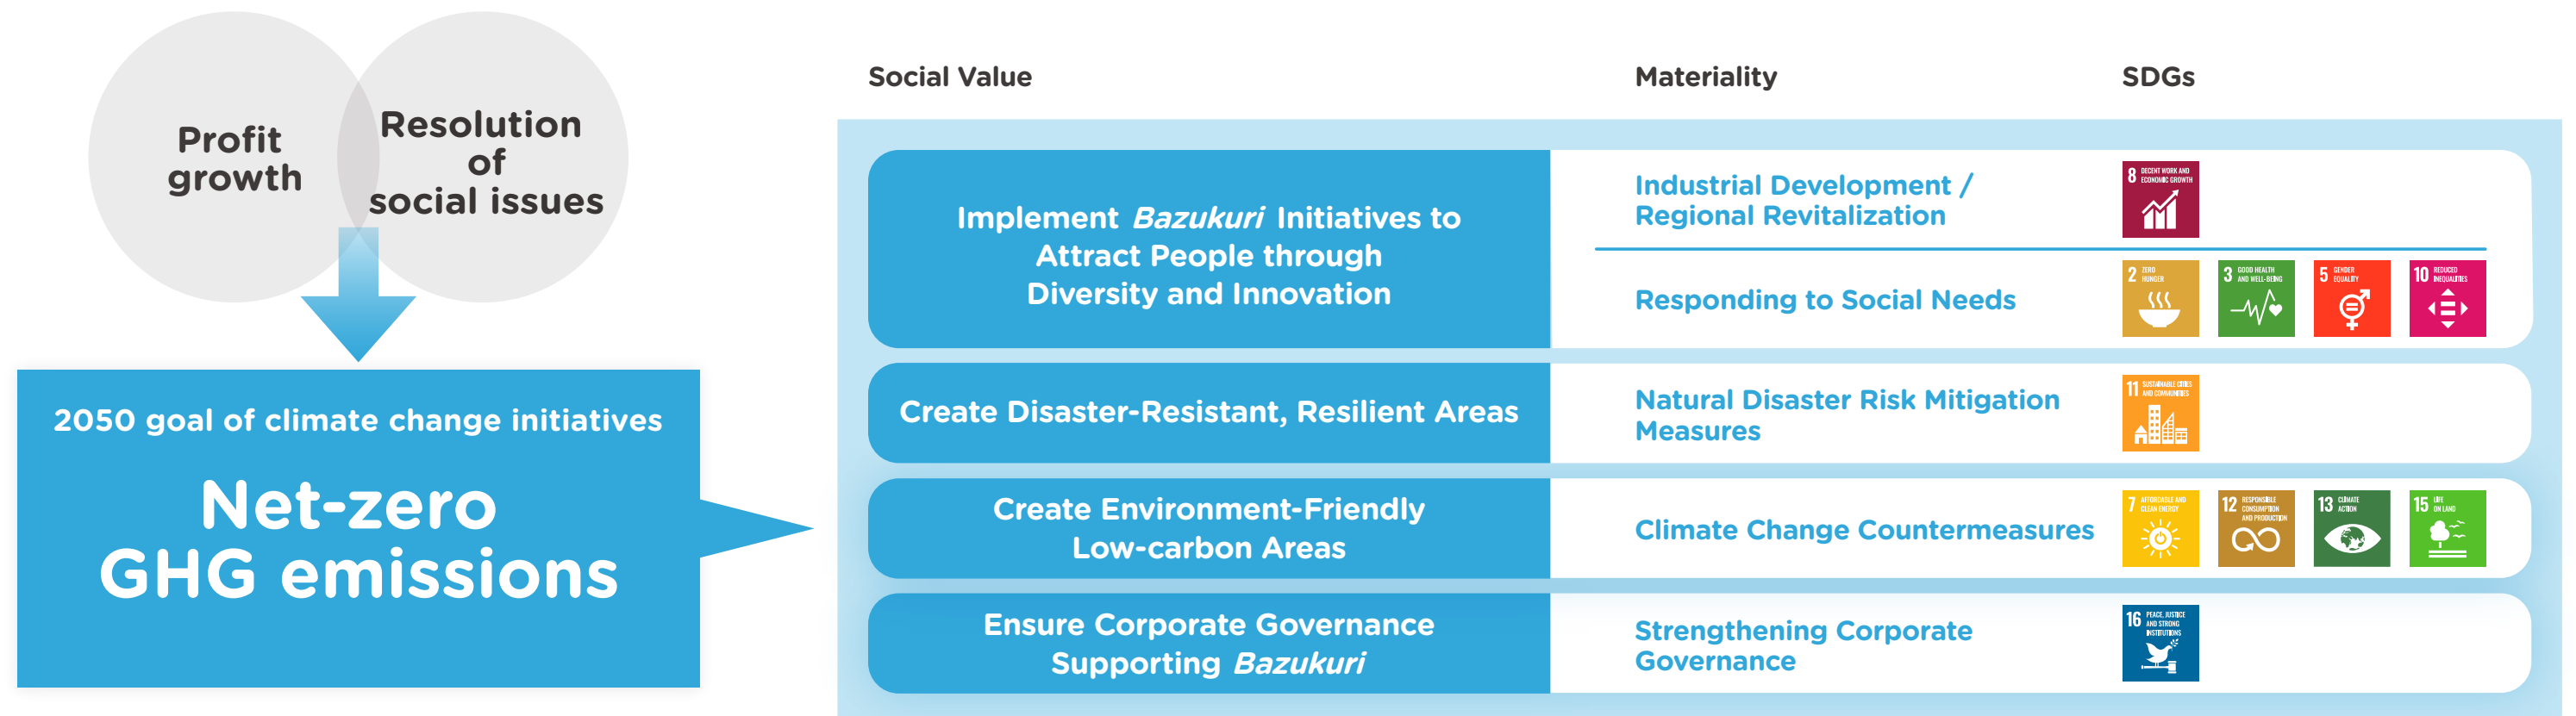 Profit
growth
Resolution
of
social issues
2050 goal of climate change initiatives
Net-zero
GHG emissions
Social Value
Materiality
SDGs
Implement Bazukuri Initiatives to
Attract People through
Diversity and Innovation
Industrial Development /
Regional Revitalization
8 DECENT WORK AND
ECONOMIC GROWTH
Responding to Social Needs
2 ZERO
HUNGER
3 GOOD HEALTH
AND WELL-BEING
5 GENDER
EQUALITY
10 REDUCED
INEQUALITIES
Create Disaster-Resistant, Resilient Areas
Natural Disaster Risk Mitigation
Measures
11 SUSTAINABLE CITIES
AND COMMUNITIES
Create Environment-Friendly
Low-carbon Areas
Climate Change Countermeasures
7 AFFORDABLE AND
CLEAN ENERGY
12 RESPONSIBLE
CONSUMPTION
AND PRODUCTION
13 CLIMATE
ACTION
15 LIFE
ON LAND
Ensure Corporate Governance
Supporting Bazukuri
Strengthening Corporate
Governance
16 PEACE, JUSTICE
AND STRONG
INSTITUTIONS